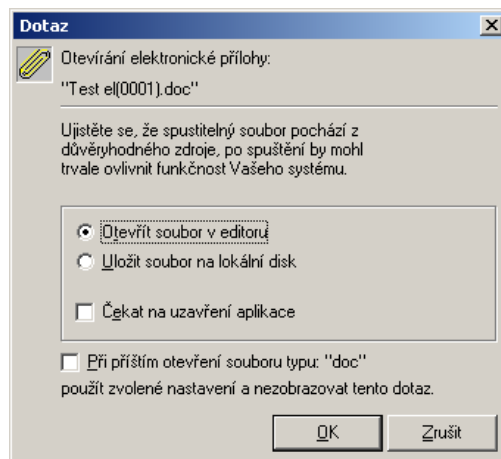 Dotaz
Otevírání elektronické přílohy:
"Test el(0001).doc"
Ujistěte se, že spustitelný soubor pochází z
důvěryhodného zdroje, po spuštění by mohl
trvale ovlivnit funkčnost Vašeho systému.
Otevřít soubor v editoru
Uložit soubor na lokální disk
Čekat na uzavření aplikace
Při příštím otevření souboru typu: "doc"
použít zvolené nastavení a nezobrazovat tento dotaz.
OK
Zrušit